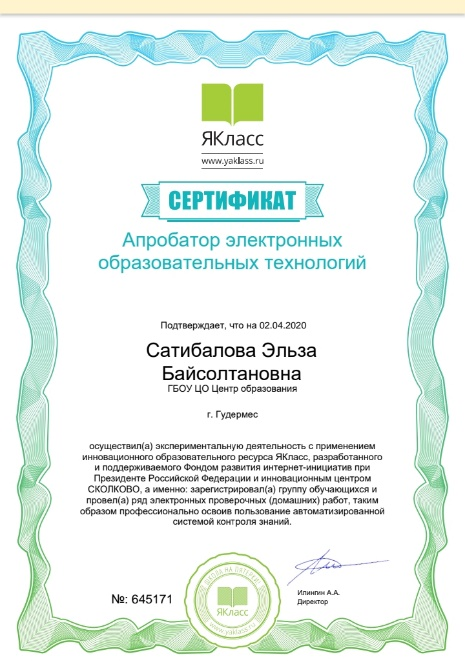 ЯКласс
www.yaklass.ru
СЕРТИФИКАТ
Апробатор электронных
образовательных технологий
Подтверждает, что на 02.04.2020
Сатибалова Эльза
Байсолтановна
ГБОУ ЦО Центр образования
г. Гудермес
осуществил(а) экспериментальную деятельность с применением
инновационного образовательного ресурса ЯКласс, разработанного
и поддерживаемого Фондом развития интернет-инициатив при
Президенте Российской Федерации и инновационным центром
СКОЛКОВО, а именно: зарегистрировал(а) группу обучающихся и
провел(а) ряд электронных проверочных (домашних) работ, таким
образом профессионально освоив пользование автоматизированной
системой контроля знаний.
№: 645171
ЯКласс
www.yaklass.ru
Илингин А.А.
Директор